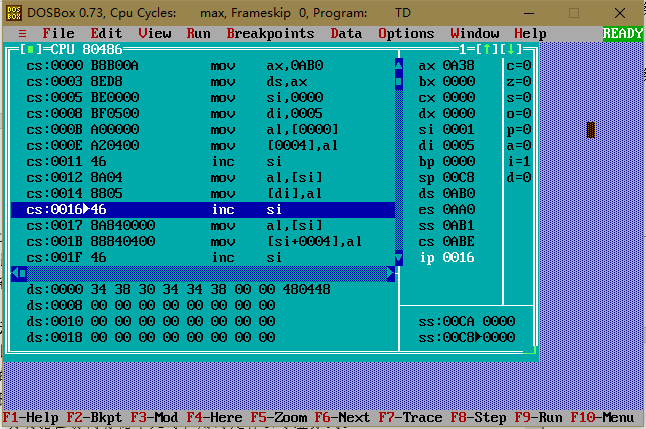 DOSBox 0.73, Cpu Cycles: max, Frameskip 0, Program: TD
≡ File Edit View Run Breakpoints Data Options Window Help READY
[■] CPU 80486 1 [↑][↓]
cs:0000 B8B00A mov ax,0AB0 ax 0A38 c=0
cs:0003 8ED8 mov ds,ax bx 0000 z=0
cs:0005 BE0000 mov si,0000 cx 0000 s=0
cs:0008 BF0500 mov di,0005 dx 0000 o=0
cs:000B A00000 mov al,[0000] si 0001 p=0
cs:000E A20400 mov [0004],al di 0005 a=0
cs:0011 46 inc si bp 0000 i=1
cs:0012 8A04 mov al,[si] sp 00C8 d=0
cs:0014 8805 mov [di],al ds 0AB0
cs:0016►46 inc si es 0AA0
cs:0017 8A840000 mov al,[si] ss 0AB1
cs:001B 88840400 mov [si+0004],al cs 0ABE
cs:001F 46 inc si ip 0016
ds:0000 34 38 30 34 34 38 00 00 480448
ds:0008 00 00 00 00 00 00 00 00
ds:0010 00 00 00 00 00 00 00 00 ss:00CA 0000
ds:0018 00 00 00 00 00 00 00 00 ss:00C8►0000
F1-Help F2-Bkpt F3-Mod F4-Here F5-Zoom F6-Next F7-Trace F8-Step F9-Run F10-Menu